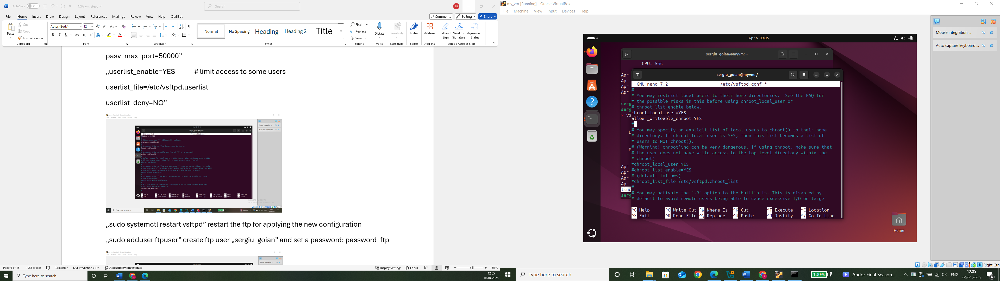 AutoSave Off NSA_vm_steps Search SG
File Home Insert Draw Design Layout References Mailings Review View Help QuillBot Comments Editing Share
Cut
Copy
Format Painter
Paste
Clipboard
Aptos (Body) 12
Font
Paragraph
Normal No Spacing Heading Heading 2 Title
Styles
Find
Replace
Select
Editing
Dictate
Voice
Sensitivity
Sensitivity
Editor
Editor
Add-ins
Add-ins
Fill and Sign
Send for Signature
Agreement Status
Adobe Acrobat Sign
pasv_max_port=50000”
„userlist_enable=YES # limit access to some users
userlist_file=/etc/vsftpd.userlist
userlist_deny=NO”
„sudo systemctl restart vsftpd” restart the ftp for applying the new configuration
„sudo adduser ftpuser” create ftp user „sergiu_goian” and set a password: password_ftp
Page 6 of 15 1956 words Romanian Text Predictions: On Accessibility: Investigate Display Settings Focus 180 %
Type here to search
12:05
06.04.2025
my_vm [Running] - Oracle VirtualBox
File Machine View Input Devices Help
Mouse integration ...
Auto capture keyboard ...
Apr 6 09:05
sergiu_goian@myvm: ~
CPU: 5ms
Apr
Apr
Apr
Apr
serg
serg
× vs
D
M
Apr
Apr
Apr
Apr
line
serg
sergiu_goian@myvm: /
GNU nano 7.2 /etc/vsftpd.conf *
#
# You may restrict local users to their home directories. See the FAQ for
# the possible risks in this before using chroot_local_user or
# chroot_list_enable below.
chroot_local_user=YES
allow _writeable_chroot=YES
#
# You may specify an explicit list of local users to chroot() to their home
# directory. If chroot_local_user is YES, then this list becomes a list of
# users to NOT chroot().
# (Warning! chroot'ing can be very dangerous. If using chroot, make sure that
# the user does not have write access to the top level directory within the
# chroot)
#chroot_local_user=YES
#chroot_list_enable=YES
# (default follows)
#chroot_list_file=/etc/vsftpd.chroot_list
#
# You may activate the "-R" option to the builtin ls. This is disabled by
# default to avoid remote users being able to cause excessive I/O on large
^G Help ^O Write Out ^W Where Is ^K Cut ^T Execute ^C Location
^X Exit ^R Read File ^\ Replace ^U Paste ^J Justify ^/ Go To Line
Home
Right Ctrl
Type here to search
100%
Andor Final Season...
ENG
12:05
06.04.2025
4